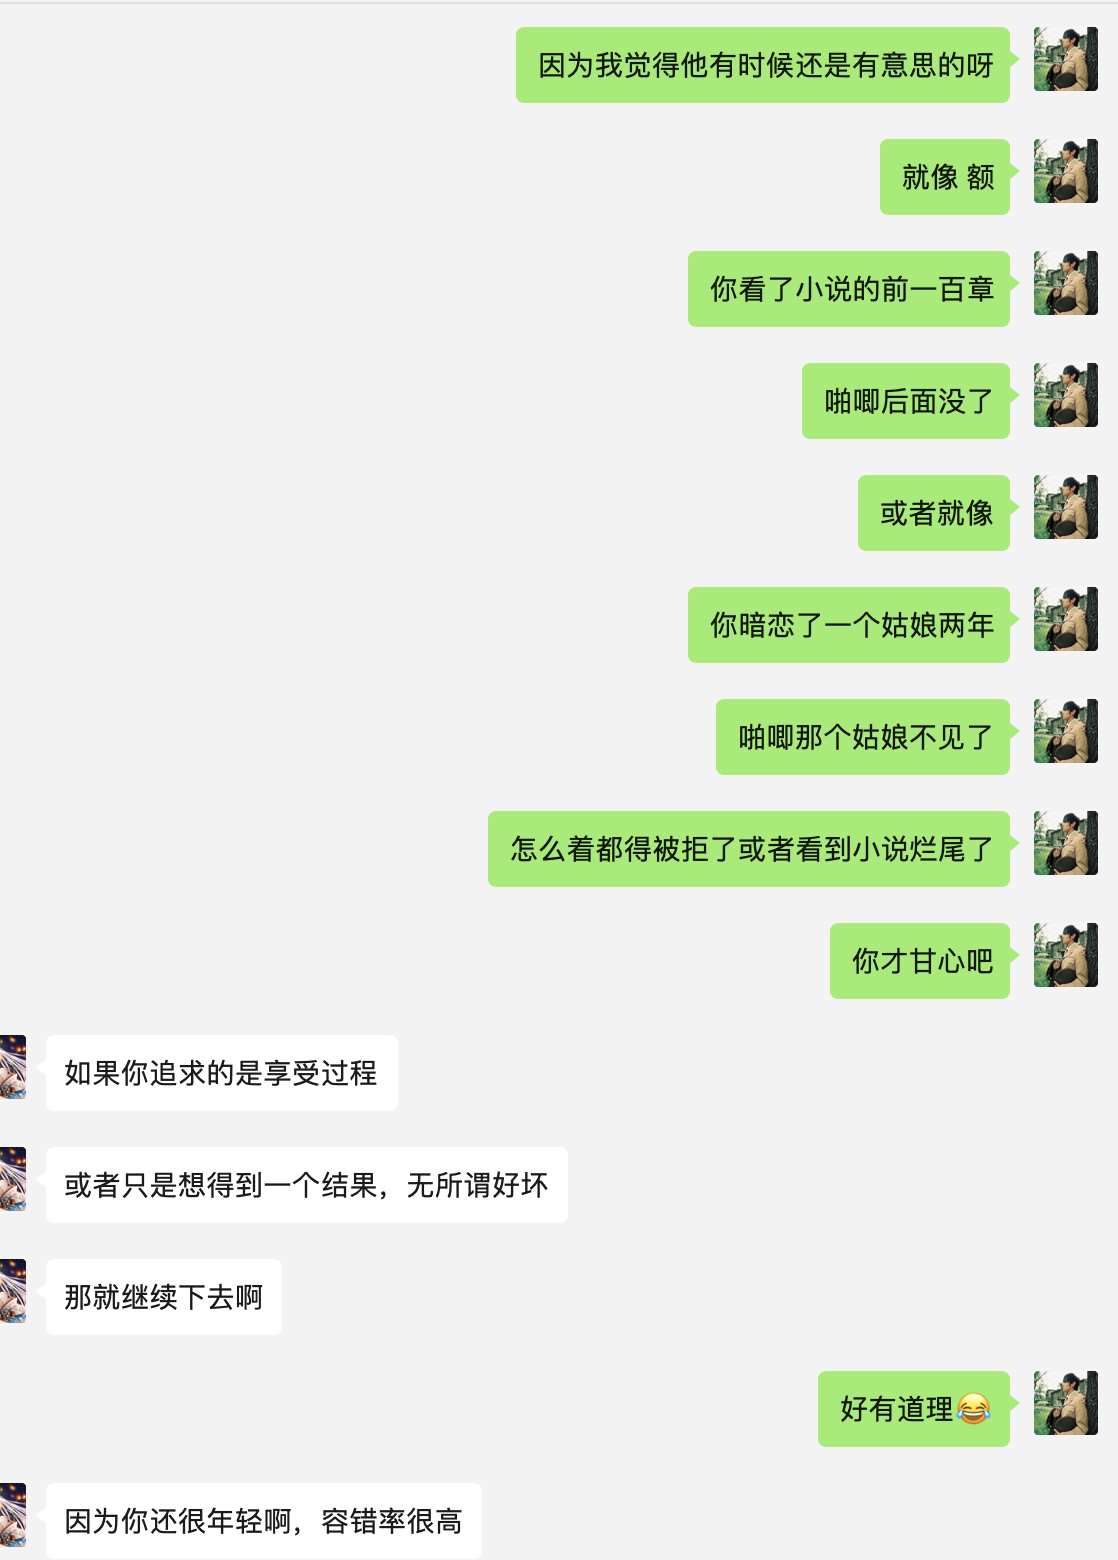 因为我觉得他有时候还是有意思的呀
就像 额
你看了小说的前一百章
啪唧后面没了
或者就像
你暗恋了一个姑娘两年
啪唧那个姑娘不见了
怎么着都得被拒了或者看到小说烂尾了
你才甘心吧
如果你追求的是享受过程
或者只是想得到一个结果，无所谓好坏
那就继续下去啊
好有道理😂
因为你还很年轻啊，容错率很高